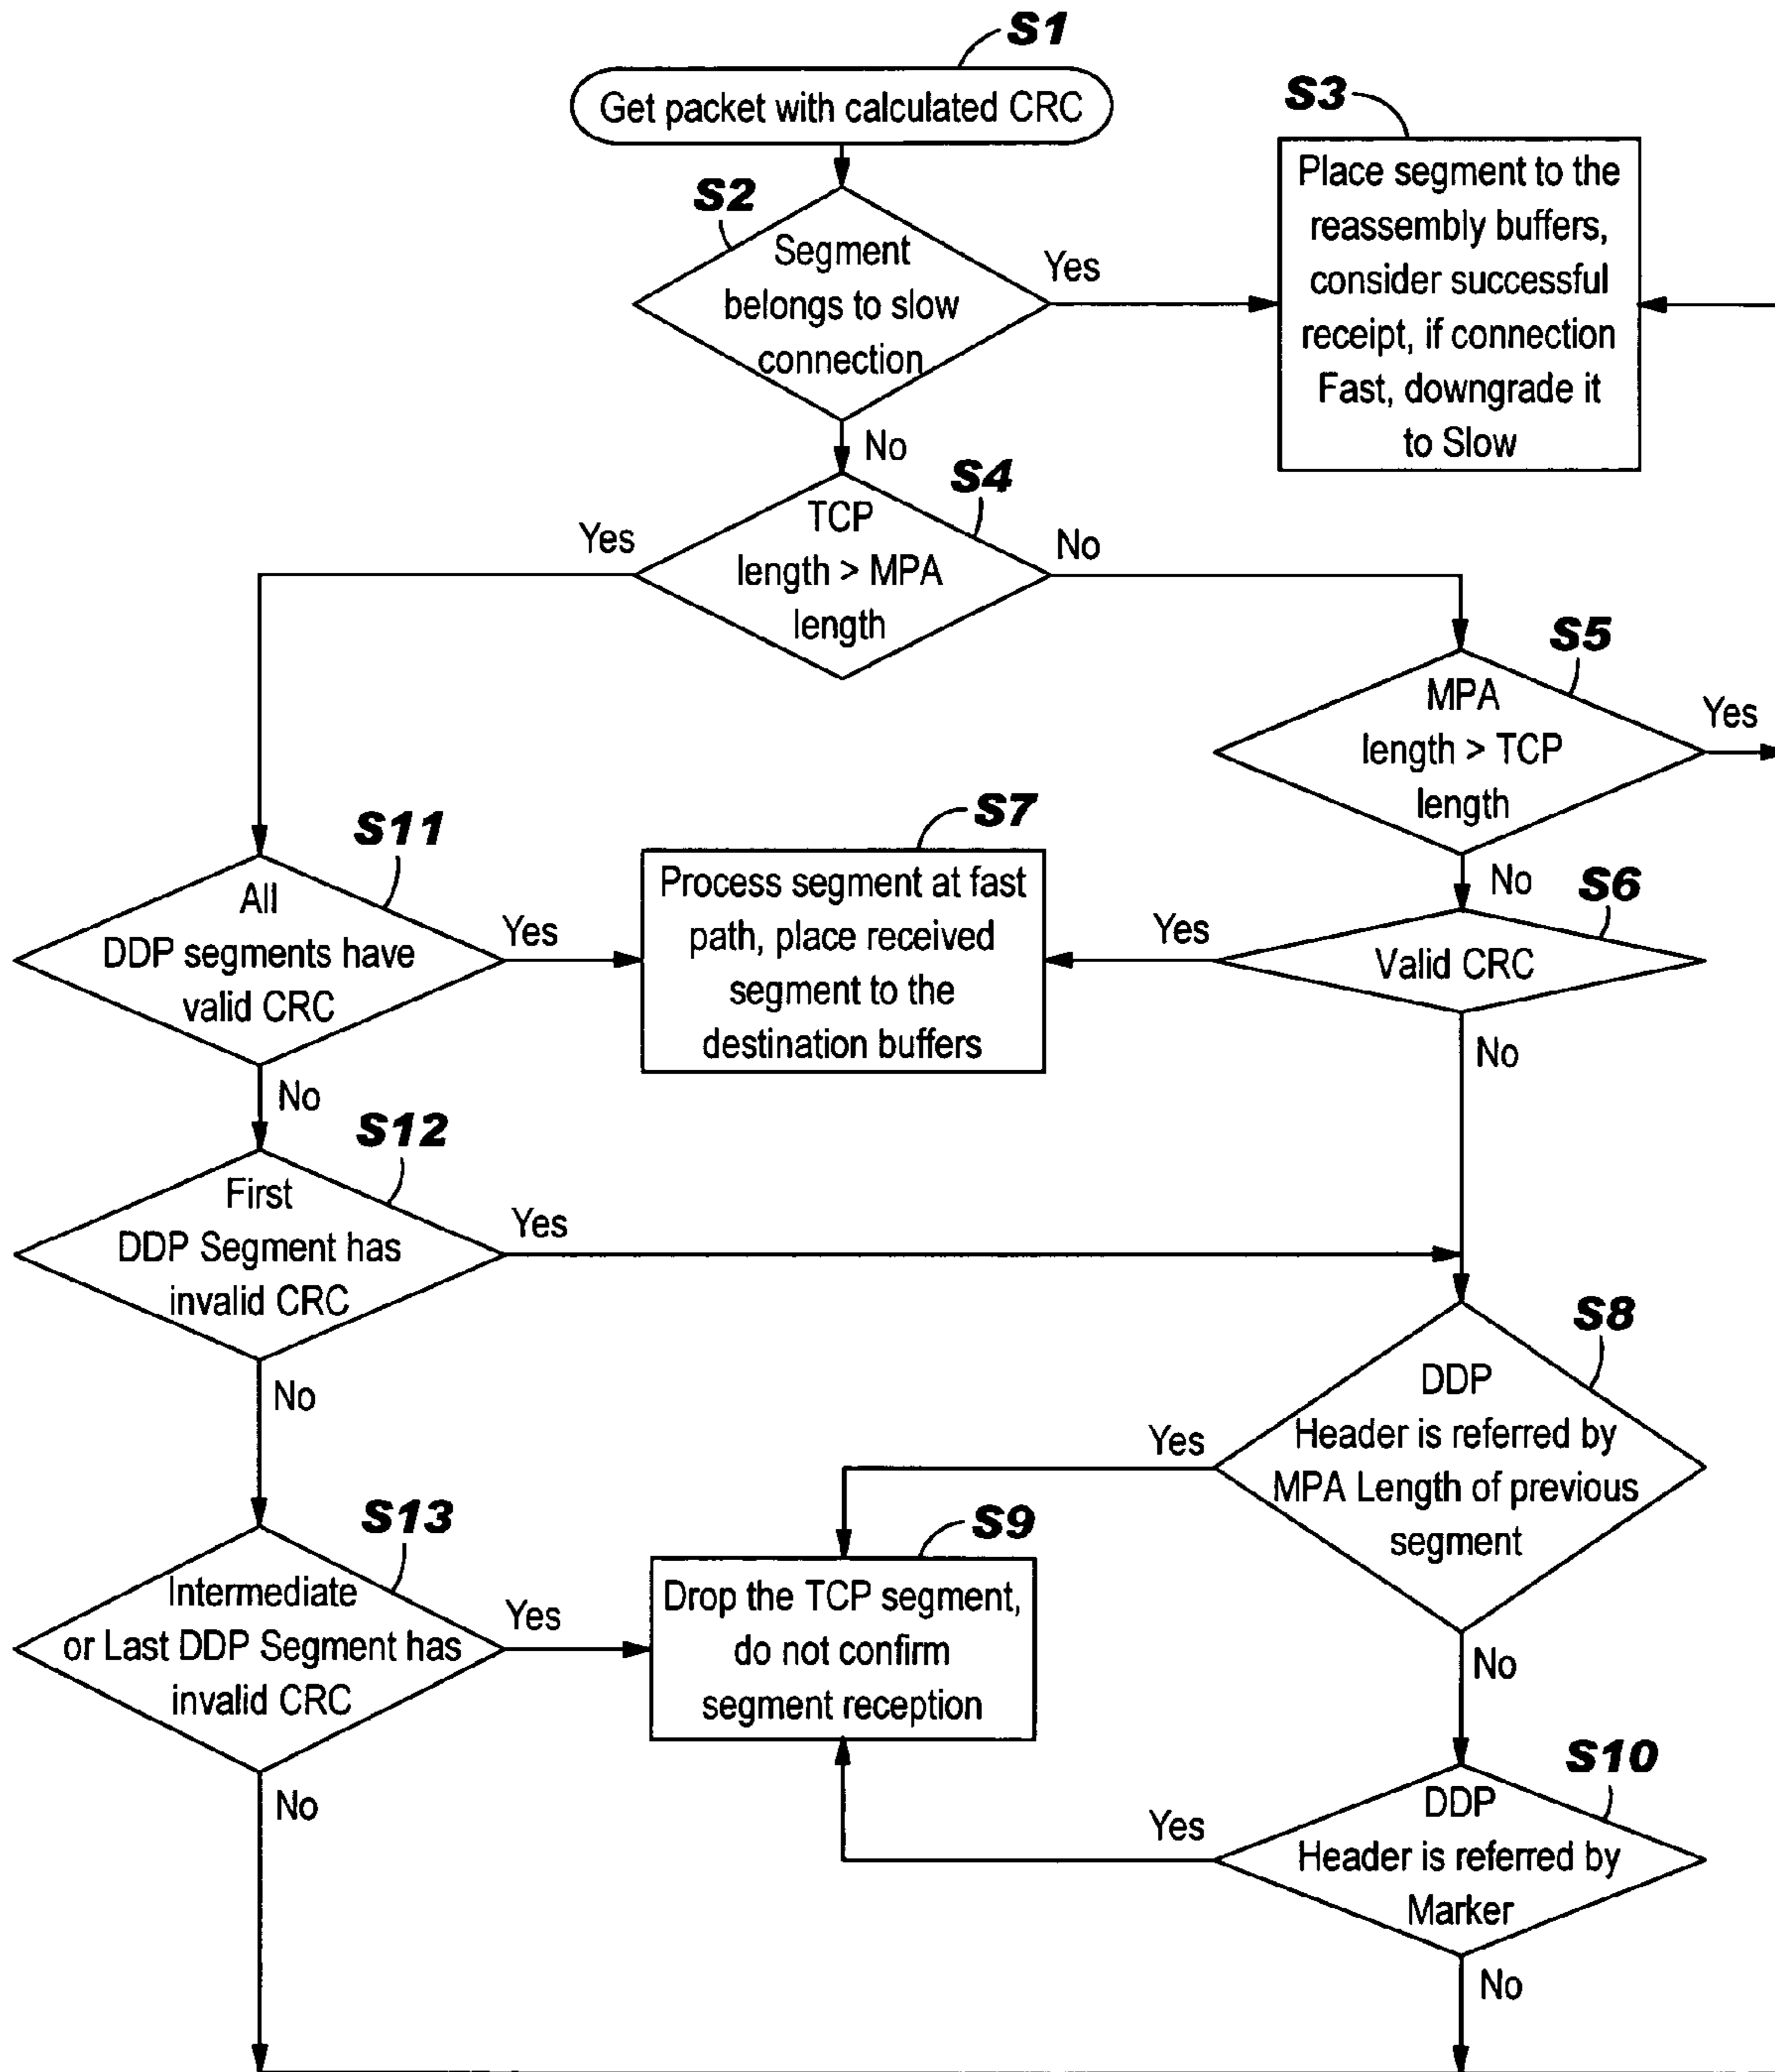 S1
Get packet with calculated CRC
S3
Place segment to the
reassembly buffers,
consider successful
receipt, if connection
Fast, downgrade it
to Slow
S2
Segment
belongs to slow
connection
Yes
No
S4
TCP
length > MPA
length
Yes
No
S5
MPA
length > TCP
length
Yes
No
S11
All
DDP segments have
valid CRC
Yes
No
S7
Process segment at fast
path, place received
segment to the
destination buffers
S6
Valid CRC
Yes
No
S12
First
DDP Segment has
invalid CRC
Yes
No
S8
DDP
Header is referred by
MPA Length of previous
segment
Yes
No
S13
Intermediate
or Last DDP Segment has
invalid CRC
Yes
No
S9
Drop the TCP segment,
do not confirm
segment reception
S10
DDP
Header is referred by
Marker
Yes
No